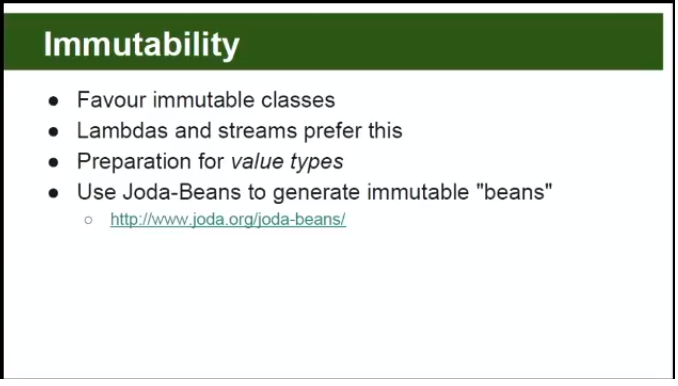 Immutability
● Favour immutable classes
● Lambdas and streams prefer this
● Preparation for value types
● Use Joda-Beans to generate immutable "beans"
○ http://www.joda.org/joda-beans/